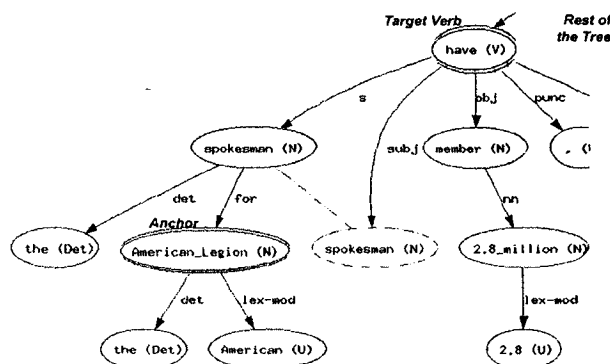 Target Verb
Rest of
the Tree
have (V)
s
subj
obj
punc
spokesman (N)
member (N)
, (
det
for
nn
Anchor
the (Det)
American_Legion (N)
spokesman (N)
2.8_million (N)
det
lex-mod
lex-mod
the (Det)
American (U)
2.8 (U)